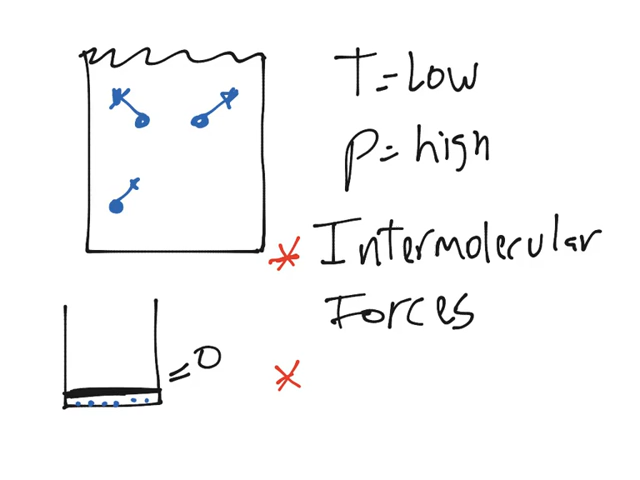 T=Low
P=high
Intermolecular
Forces
=0